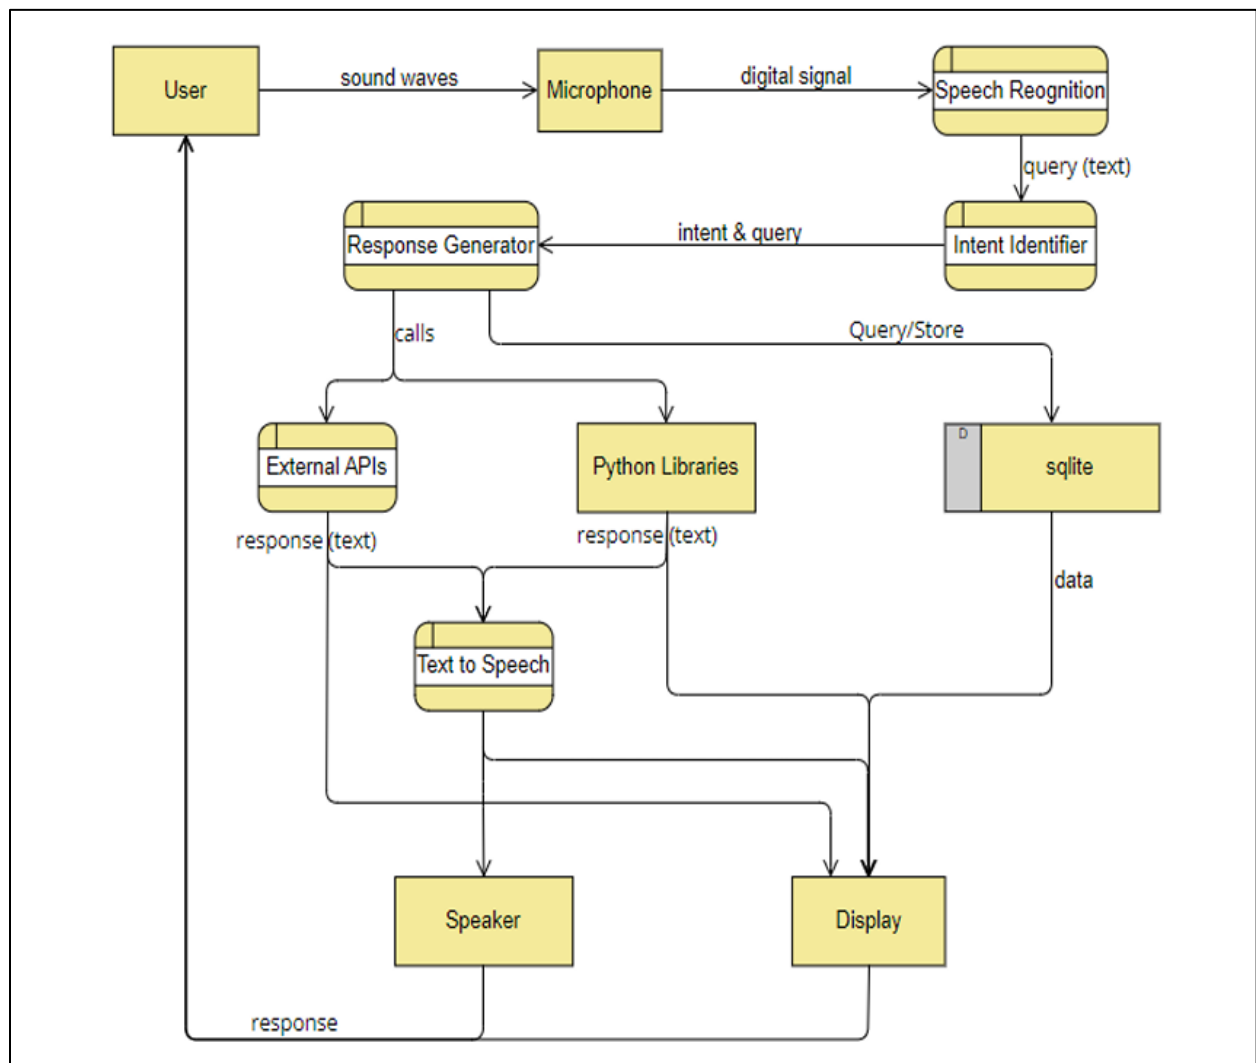 User
sound waves
Microphone
digital signal
Speech Reognition
query (text)
Response Generator
intent & query
Intent Identifier
calls
Query/Store
External APIs
Python Libraries
D
sqlite
response (text)
response (text)
data
Text to Speech
Speaker
Display
response